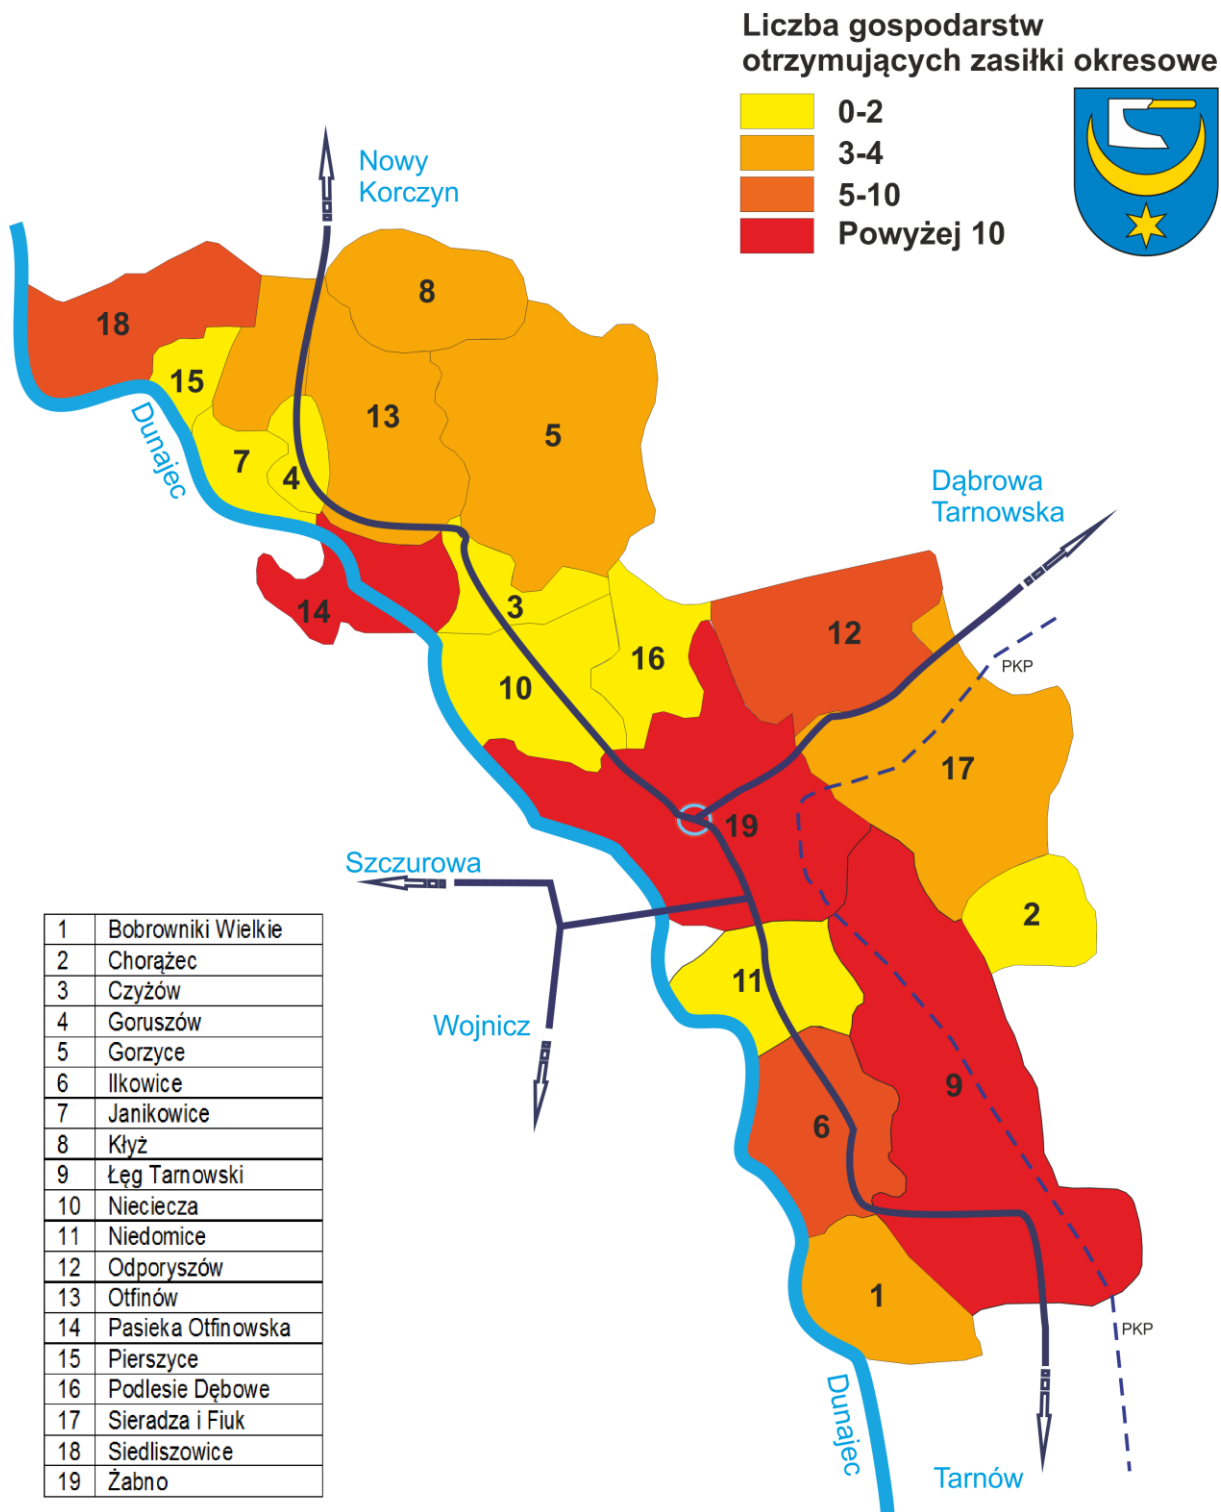 Liczba gospodarstw
otrzymujących zasiłki okresowe
0-2
3-4
5-10
Powyżej 10
Nowy
Korczyn
8
18
15
13
5
7
4
Dunajec
Dąbrowa
Tarnowska
14
3
12
16
PKP
10
17
19
Szczurowa
2
11
Wojnicz
9
6
1
PKP
Dunajec
Tarnów
1 Bobrowniki Wielkie
2 Chorążec
3 Czyżów
4 Goruszów
5 Gorzyce
6 Ilkowice
7 Janikowice
8 Kłyż
9 Łęg Tarnowski
10 Nieciecza
11 Niedomice
12 Odporyszów
13 Otfinów
14 Pasieka Otfinowska
15 Pierszyce
16 Podlesie Dębowe
17 Sieradza i Fiuk
18 Siedliszowice
19 Żabno